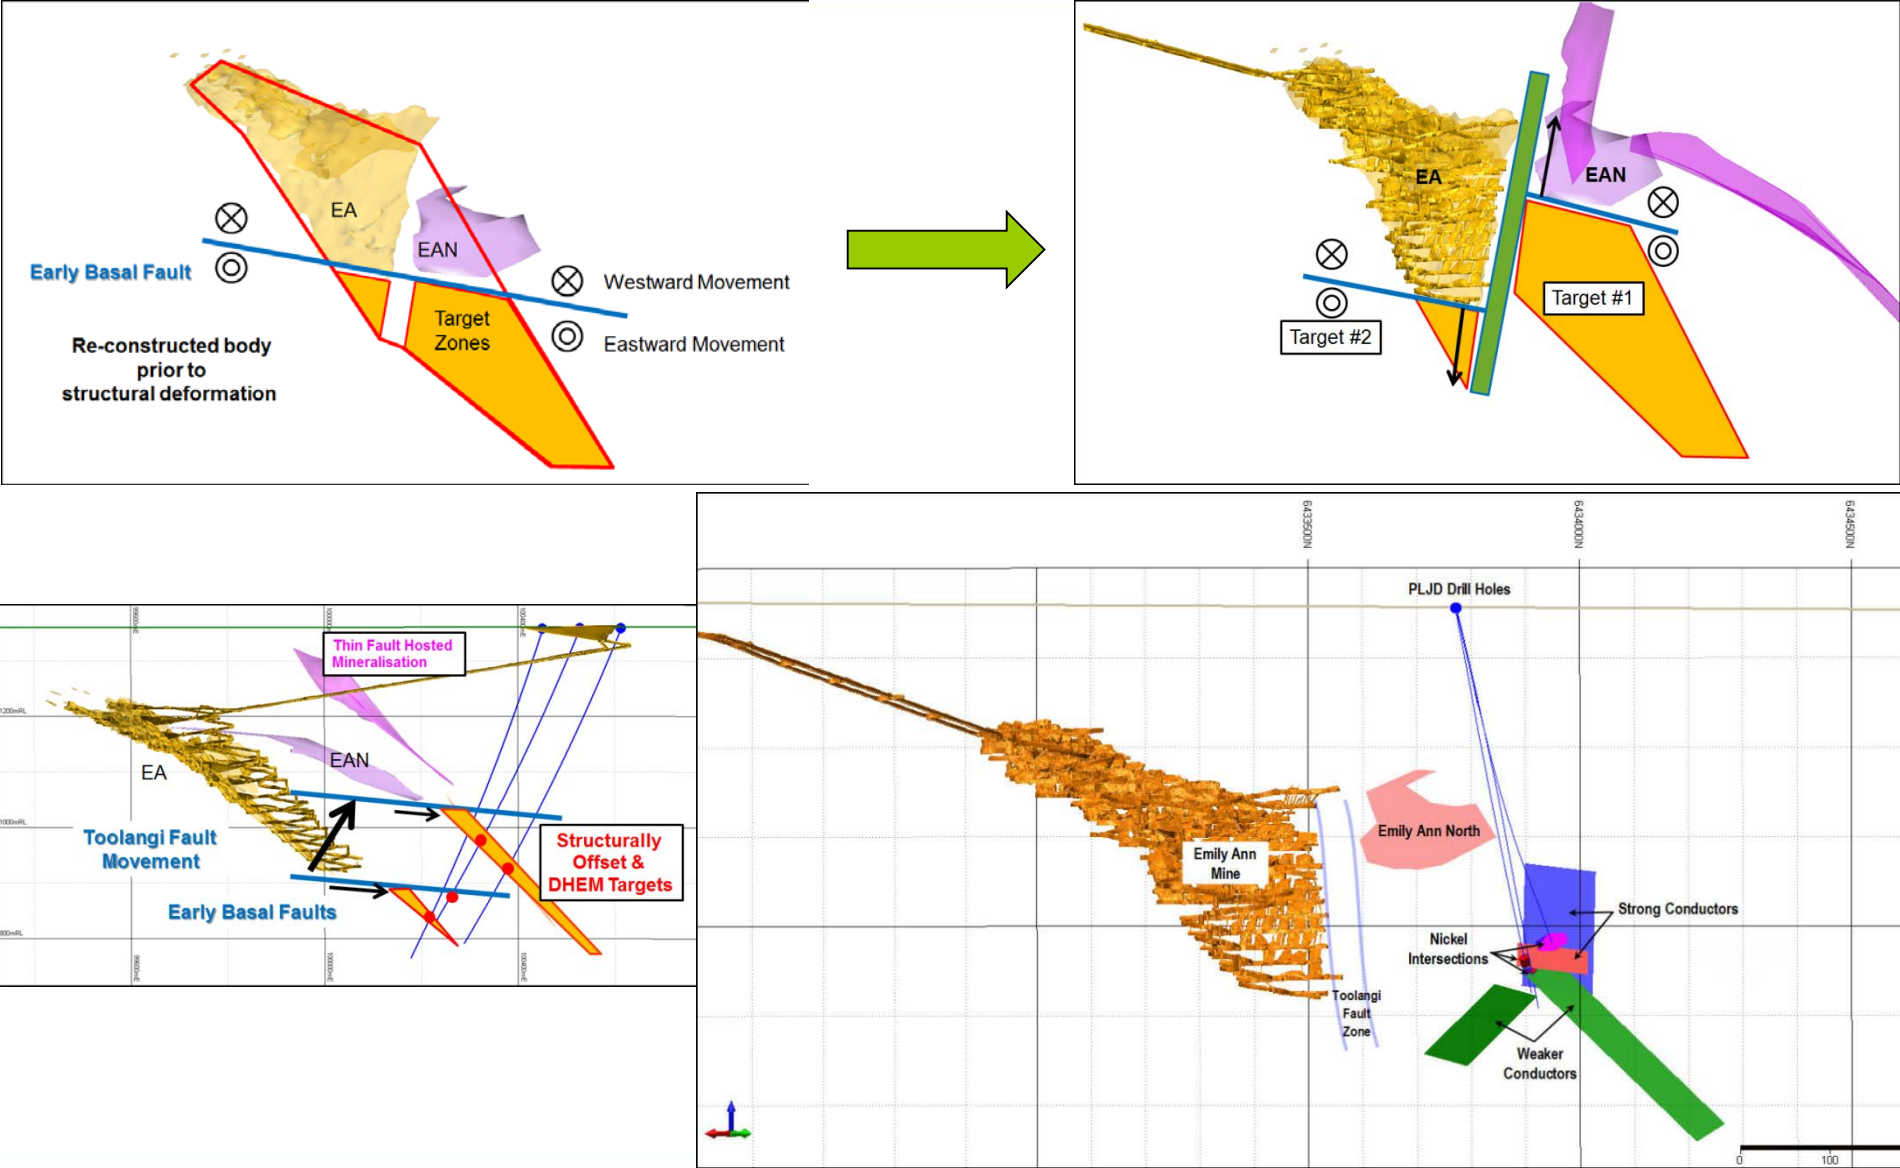 EA
EAN
Early Basal Fault
Westward Movement
Eastward Movement
Target
Zones
Re-constructed body
prior to
structural deformation
EA
EAN
Target #1
Target #2
Thin Fault Hosted
Mineralisation
1200mRL
EA
EAN
1000mRL
Toolangi Fault
Movement
Early Basal Faults
Structurally
Offset &
DHEM Targets
6433500N
6434000N
6434500N
PLJD Drill Holes
Emily Ann North
Emily Ann
Mine
Strong Conductors
Nickel
Intersections
Toolangi
Fault
Zone
Weaker
Conductors
0
100